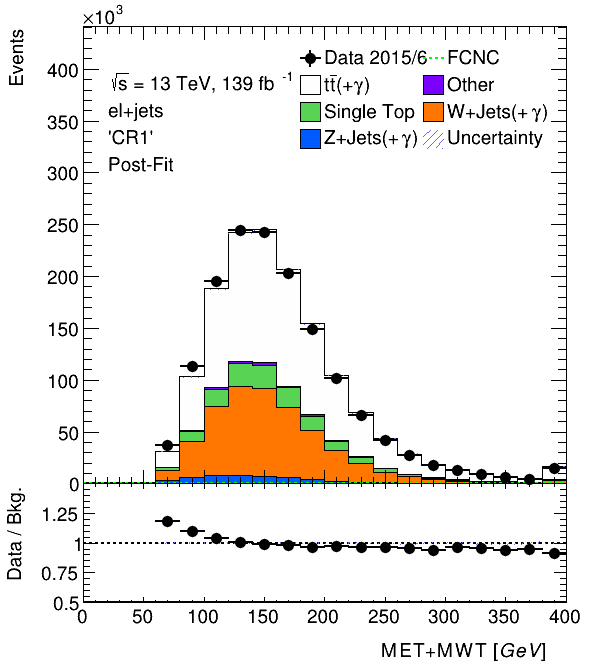 ×10³
Events
400
350
300
250
200
150
100
50
0
√s = 13 TeV, 139 fb⁻¹
el+jets
'CR1'
Post-Fit
Data 2015/6
FCNC
tt̄(+γ)
Other
Single Top
W+Jets(+γ)
Z+Jets(+γ)
Uncertainty
Data / Bkg.
1.25
1
0.75
0.5
0 50 100 150 200 250 300 350 400
MET+MWT [GeV]